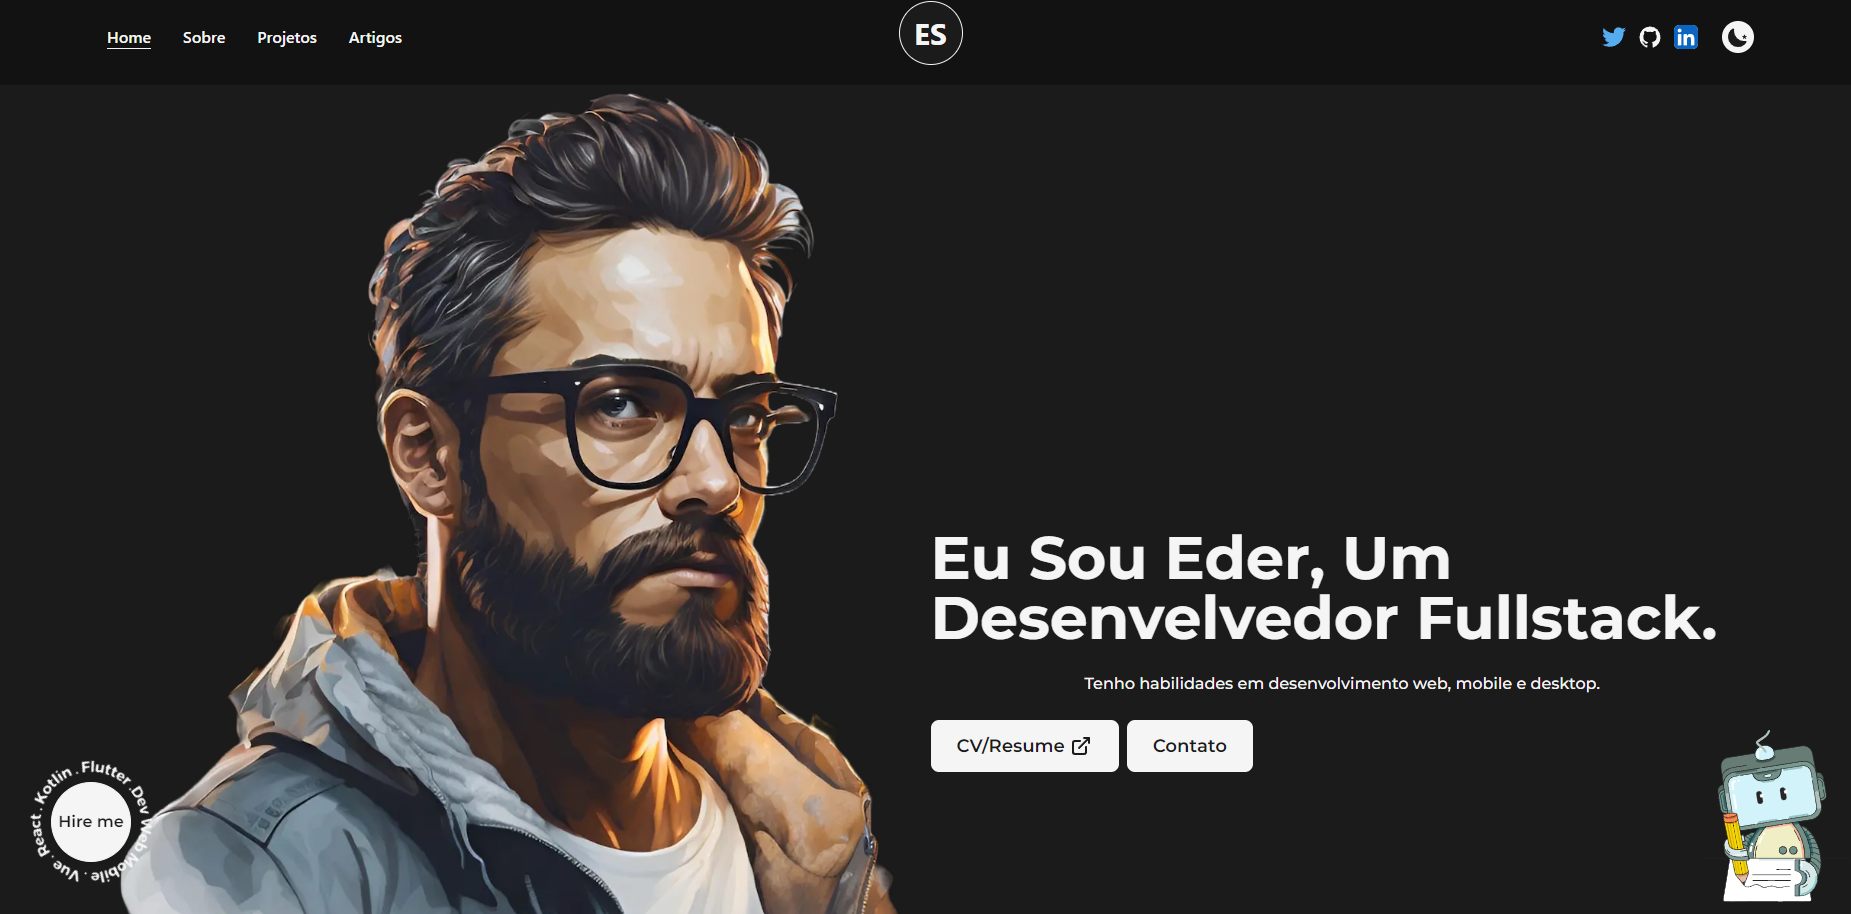 Home Sobre Projetos Artigos
ES
Eu Sou Eder, Um
Desenvelvedor Fullstack.
Tenho habilidades em desenvolvimento web, mobile e desktop.
CV/Resume
Contato
Hire me
React . Kotlin . Flutter .Dev Web Mobile . Vue .